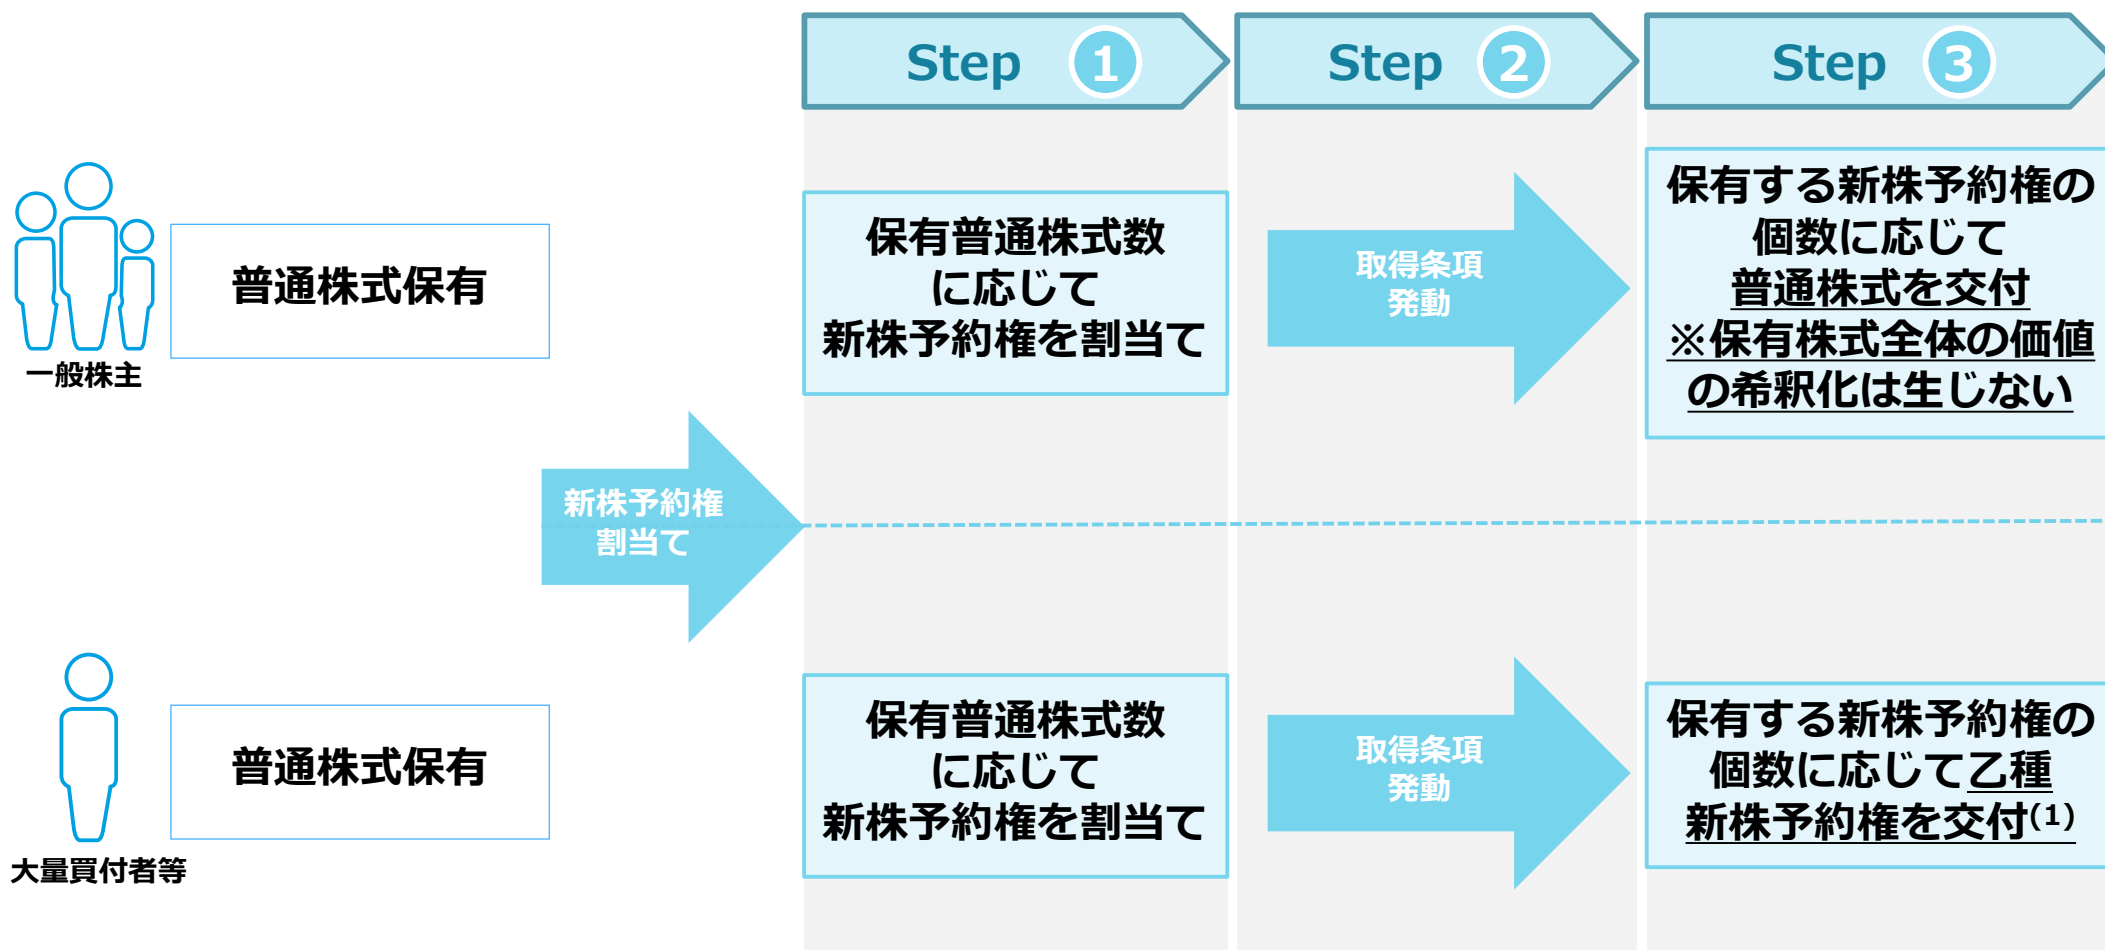 Step ①
Step ②
Step ③
一般株主
普通株式保有
保有普通株式数
に応じて
新株予約権を割当て
取得条項
発動
保有する新株予約権の
個数に応じて
普通株式を交付
※保有株式全体の価値
の希釈化は生じない
新株予約権
割当て
大量買付者等
普通株式保有
保有普通株式数
に応じて
新株予約権を割当て
取得条項
発動
保有する新株予約権の
個数に応じて乙種
新株予約権を交付(1)